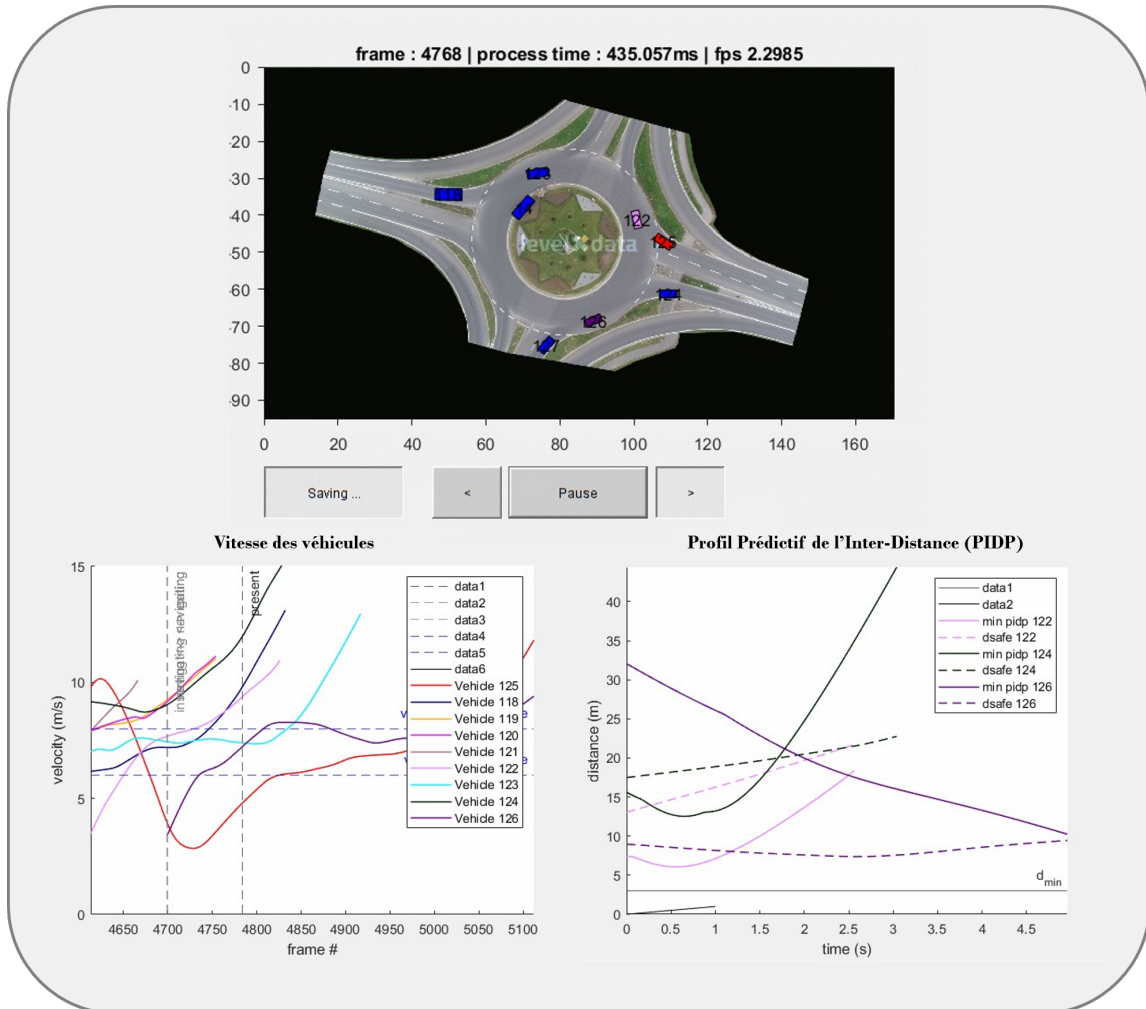 frame : 4768 | process time : 435.057ms | fps 2.2985
0
-10
-20
-30
-40
-50
-60
-70
-80
-90
0 20 40 60 80 100 120 140 160
122
125
124
126
127
data
Saving ...
<
Pause
>
Vitesse des véhicules
15
10
5
0
velocity (m/s)
4650 4700 4750 4800 4850 4900 4950 5000 5050 5100
frame #
present
data1
data2
data3
data4
data5
data6
Vehicle 125
Vehicle 118
Vehicle 119
Vehicle 120
Vehicle 121
Vehicle 122
Vehicle 123
Vehicle 124
Vehicle 126
Profil Prédictif de l'Inter-Distance (PIDP)
40
35
30
25
20
15
10
5
0
distance (m)
0 0.5 1 1.5 2 2.5 3 3.5 4 4.5
time (s)
d min
data1
data2
min pidp 122
dsafe 122
min pidp 124
dsafe 124
min pidp 126
dsafe 126